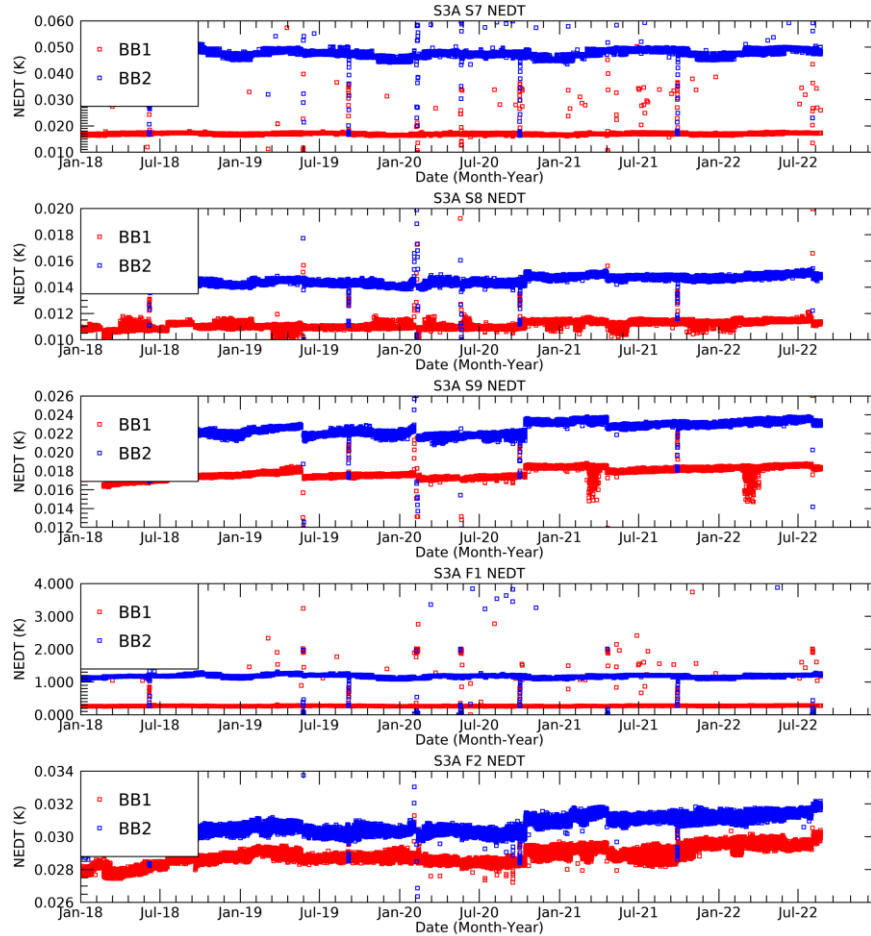 S3A S7 NEDT
NEDT (K)
0.060
0.050
0.040
0.030
0.020
0.010
BB1
BB2
Jan-18 Jul-18 Jan-19 Jul-19 Jan-20 Jul-20 Jan-21 Jul-21 Jan-22 Jul-22
Date (Month-Year)
S3A S8 NEDT
NEDT (K)
0.020
0.018
0.016
0.014
0.012
0.010
BB1
BB2
Jan-18 Jul-18 Jan-19 Jul-19 Jan-20 Jul-20 Jan-21 Jul-21 Jan-22 Jul-22
Date (Month-Year)
S3A S9 NEDT
NEDT (K)
0.026
0.024
0.022
0.020
0.018
0.016
0.014
0.012
BB1
BB2
Jan-18 Jul-18 Jan-19 Jul-19 Jan-20 Jul-20 Jan-21 Jul-21 Jan-22 Jul-22
Date (Month-Year)
S3A F1 NEDT
NEDT (K)
4.000
3.000
2.000
1.000
0.000
BB1
BB2
Jan-18 Jul-18 Jan-19 Jul-19 Jan-20 Jul-20 Jan-21 Jul-21 Jan-22 Jul-22
Date (Month-Year)
S3A F2 NEDT
NEDT (K)
0.034
0.032
0.030
0.028
0.026
BB1
BB2
Jan-18 Jul-18 Jan-19 Jul-19 Jan-20 Jul-20 Jan-21 Jul-21 Jan-22 Jul-22
Date (Month-Year)